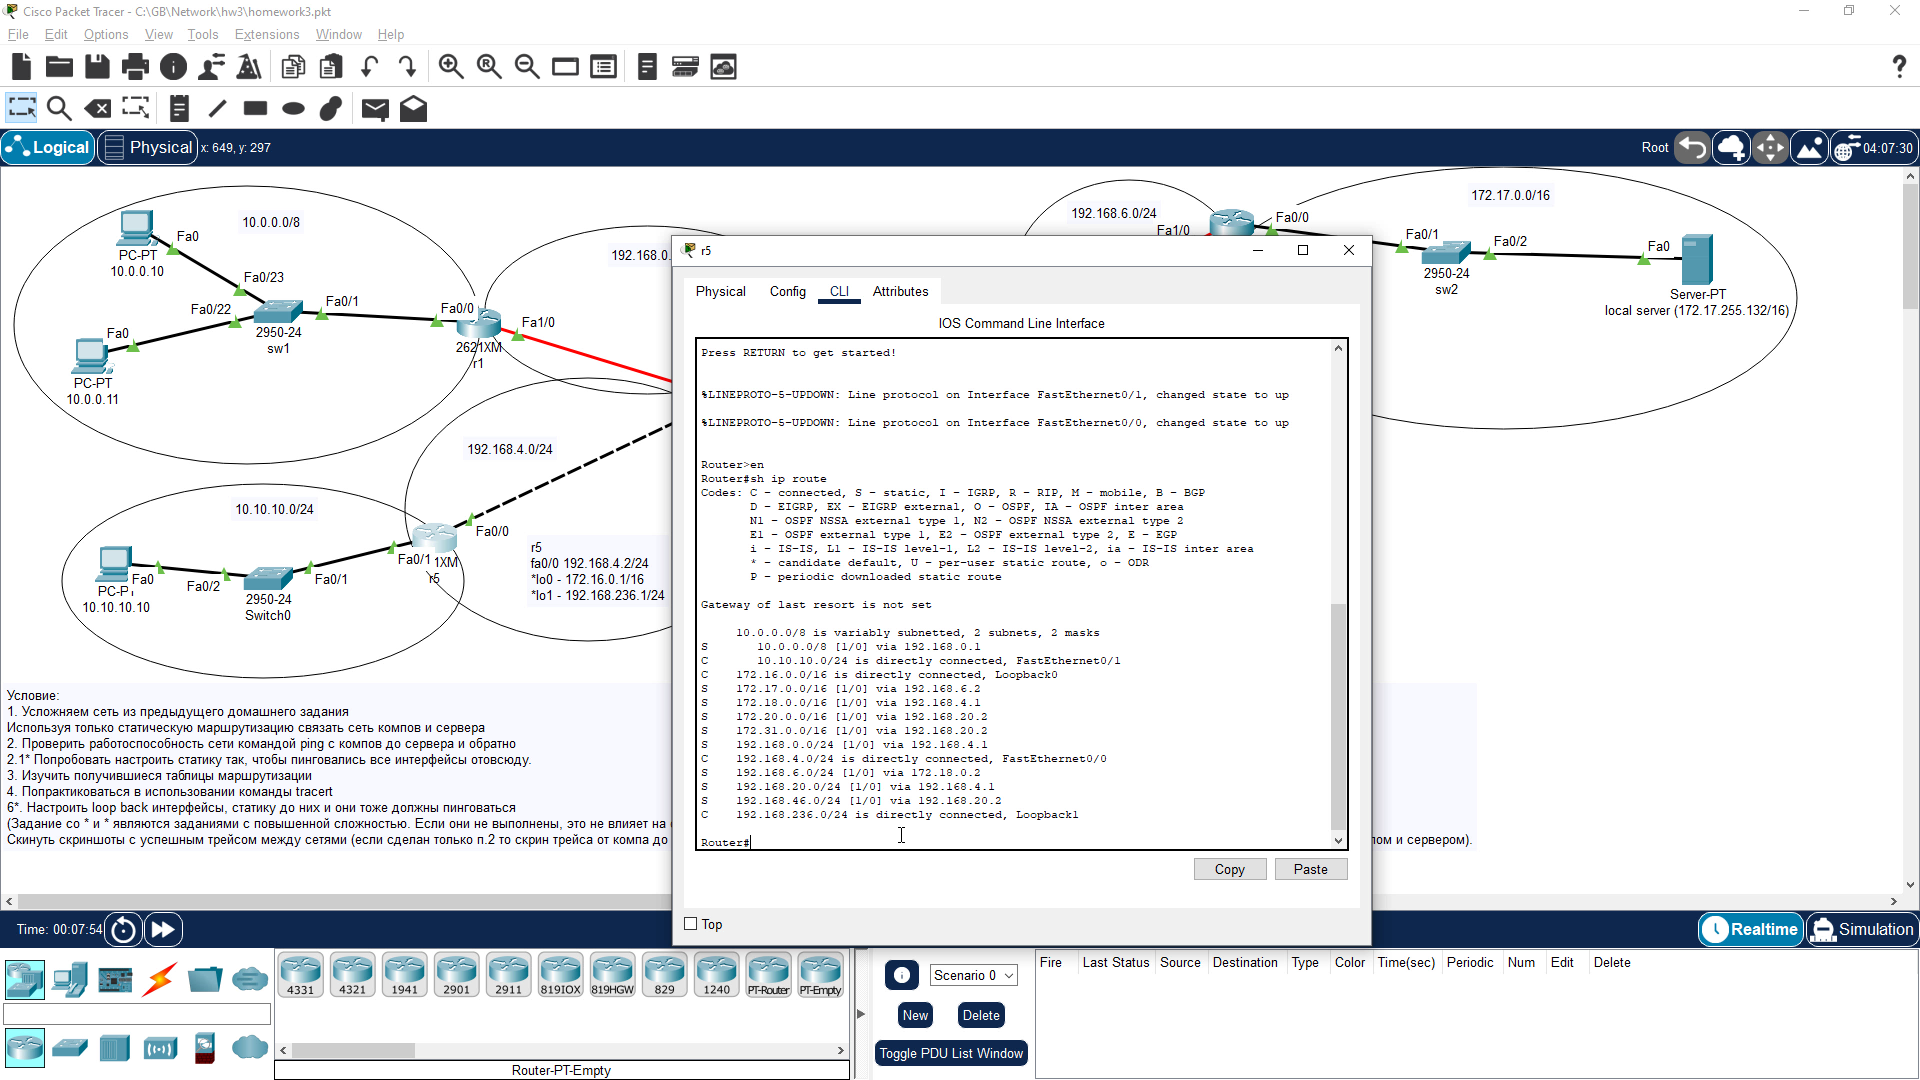 Cisco Packet Tracer - C:\GB\Network\hw3\homework3.pkt
File Edit Options View Tools Extensions Window Help
Logical Physical x: 649, y: 297
Root 04:07:30
10.0.0.0/8
Fa0
PC-PT
10.0.0.10
Fa0/23
Fa0/22
Fa0/1
2950-24
sw1
Fa0
PC-PT
10.0.0.11
Fa0/0
Fa1/0
2621XM
r1
192.168.0.
192.168.4.0/24
10.10.10.0/24
Fa0/0
Fa0/1 1XM
r5
PC-P
10.10.10.10
Fa0
Fa0/2
Fa0/1
2950-24
Switch0
r5
fa0/0 192.168.4.2/24
*lo0 - 172.16.0.1/16
*lo1 - 192.168.236.1/24
192.168.6.0/24
Fa1/0
Fa0/0
172.17.0.0/16
Fa0/1
Fa0/2
2950-24
sw2
Fa0
Server-PT
local server (172.17.255.132/16)
Условие:
1. Усложняем сеть из предыдущего домашнего задания
Используя только статическую маршрутизацию связать сеть компов и сервера
2. Проверить работоспособность сети командой ping с компов до сервера и обратно
2.1* Попробовать настроить статику так, чтобы пинговались все интерфейсы отовсюду.
3. Изучить получившиеся таблицы маршрутизации
4. Попрактиковаться в использовании команды tracert
6*. Настроить loop back интерфейсы, статику до них и они тоже должны пинговаться
(Задание со * и * являются заданиями с повышенной сложностью. Если они не выполнены, это не влияет на
Скинуть скриншоты с успешным трейсом между сетями (если сделан только п.2 то скрин трейса от компа до
лом и сервером).
r5
Physical Config CLI Attributes
IOS Command Line Interface
Press RETURN to get started!
%LINEPROTO-5-UPDOWN: Line protocol on Interface FastEthernet0/1, changed state to up
%LINEPROTO-5-UPDOWN: Line protocol on Interface FastEthernet0/0, changed state to up
Router>en
Router#sh ip route
Codes: C - connected, S - static, I - IGRP, R - RIP, M - mobile, B - BGP
D - EIGRP, EX - EIGRP external, O - OSPF, IA - OSPF inter area
N1 - OSPF NSSA external type 1, N2 - OSPF NSSA external type 2
E1 - OSPF external type 1, E2 - OSPF external type 2, E - EGP
i - IS-IS, L1 - IS-IS level-1, L2 - IS-IS level-2, ia - IS-IS inter area
* - candidate default, U - per-user static route, o - ODR
P - periodic downloaded static route
Gateway of last resort is not set
10.0.0.0/8 is variably subnetted, 2 subnets, 2 masks
S 10.0.0.0/8 [1/0] via 192.168.0.1
C 10.10.10.0/24 is directly connected, FastEthernet0/1
C 172.16.0.0/16 is directly connected, Loopback0
S 172.17.0.0/16 [1/0] via 192.168.6.2
S 172.18.0.0/16 [1/0] via 192.168.4.1
S 172.20.0.0/16 [1/0] via 192.168.20.2
S 172.31.0.0/16 [1/0] via 192.168.20.2
S 192.168.0.0/24 [1/0] via 192.168.4.1
C 192.168.4.0/24 is directly connected, FastEthernet0/0
S 192.168.6.0/24 [1/0] via 172.18.0.2
S 192.168.20.0/24 [1/0] via 192.168.4.1
S 192.168.46.0/24 [1/0] via 192.168.20.2
C 192.168.236.0/24 is directly connected, Loopback1
Router#
Copy Paste
Top
Time: 00:07:54
Realtime Simulation
4331 4321 1941 2901 2911 819IOX 819HGW 829 1240 PT-Router PT-Empty
Router-PT-Empty
Scenario 0
New Delete
Toggle PDU List Window
Fire Last Status Source Destination Type Color Time(sec) Periodic Num Edit Delete